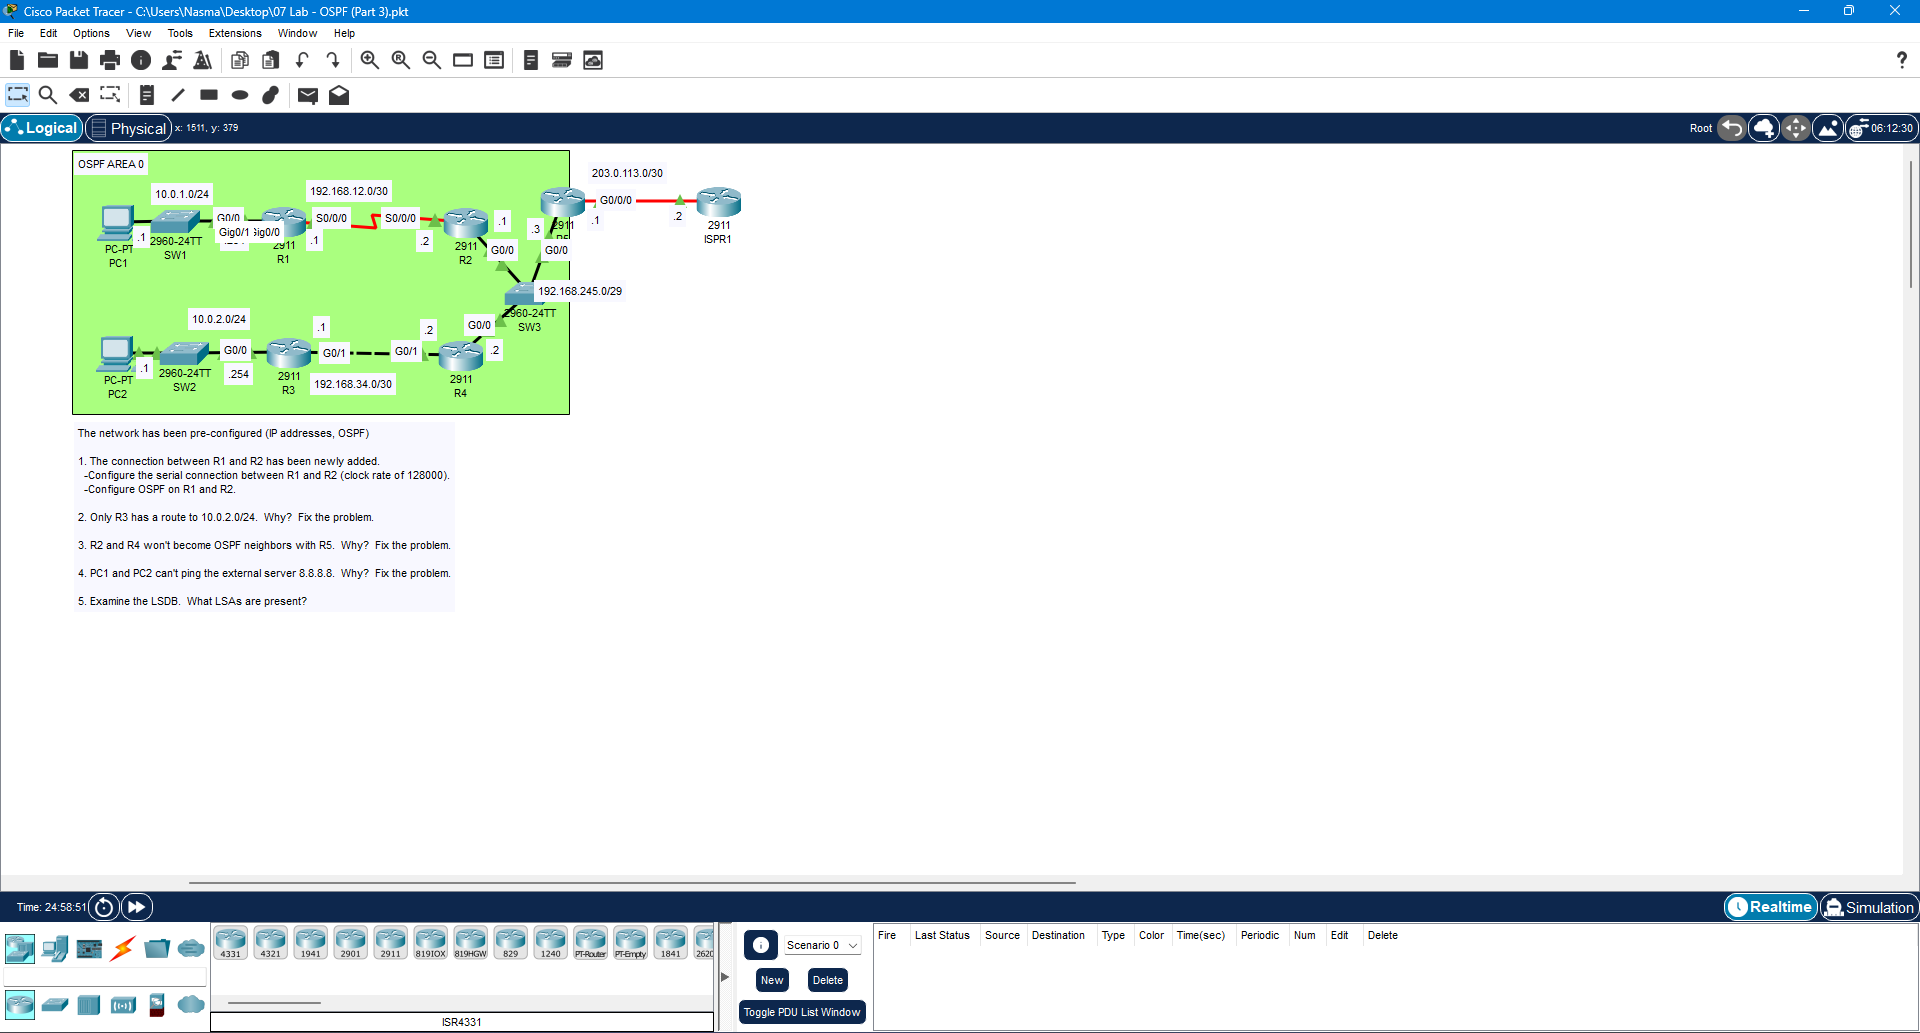 Cisco Packet Tracer - C:\Users\Nasma\Desktop\07 Lab - OSPF (Part 3).pkt
File Edit Options View Tools Extensions Window Help
Logical Physical x: 1511, y: 379 Root 06:12:30
OSPF AREA 0
203.0.113.0/30
10.0.1.0/24 192.168.12.0/30
G0/0 S0/0/0 S0/0/0 .1 G0/0/0
Gig0/1 .1 .2 .3 .1 .2
.1 2960-24TT 2911 2911 2911 2911
PC-PT SW1 R1 R2 ISPR1
PC1 G0/0 G0/0
192.168.245.0/29
2960-24TT
SW3
10.0.2.0/24 .1 .2 G0/0
G0/0 G0/1 G0/1 .2
.1 2960-24TT .254 2911 2911
PC-PT SW2 R3 192.168.34.0/30 R4
PC2
The network has been pre-configured (IP addresses, OSPF)
1. The connection between R1 and R2 has been newly added.
-Configure the serial connection between R1 and R2 (clock rate of 128000).
-Configure OSPF on R1 and R2.
2. Only R3 has a route to 10.0.2.0/24. Why? Fix the problem.
3. R2 and R4 won't become OSPF neighbors with R5. Why? Fix the problem.
4. PC1 and PC2 can't ping the external server 8.8.8.8. Why? Fix the problem.
5. Examine the LSDB. What LSAs are present?
Time: 24:58:51 Realtime Simulation
4331 4321 1941 2901 2911 819IOX 819HGW 829 1240 PT-Router PT-Empty 1841
ISR4331
Scenario 0
New Delete
Toggle PDU List Window
Fire Last Status Source Destination Type Color Time(sec) Periodic Num Edit Delete